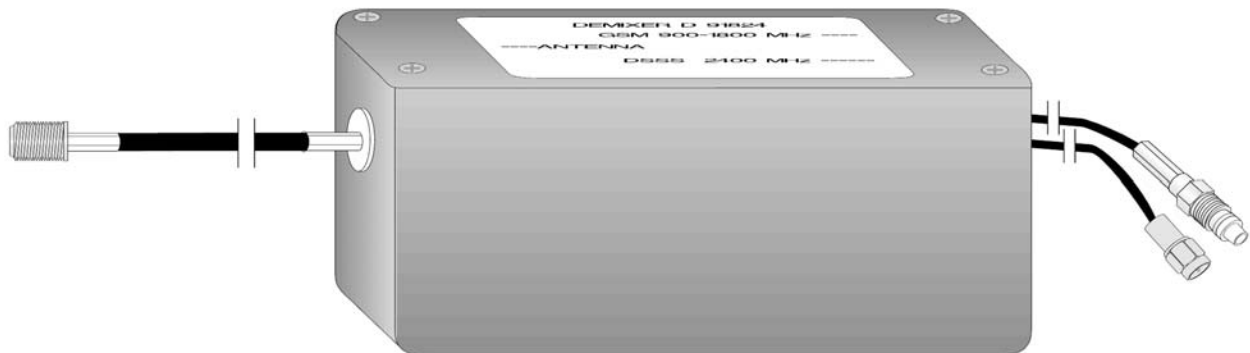 DEMIXER D 91824
GSM 900-1800 MHz ----
----ANTENNA
DSSS 2400 MHz ------